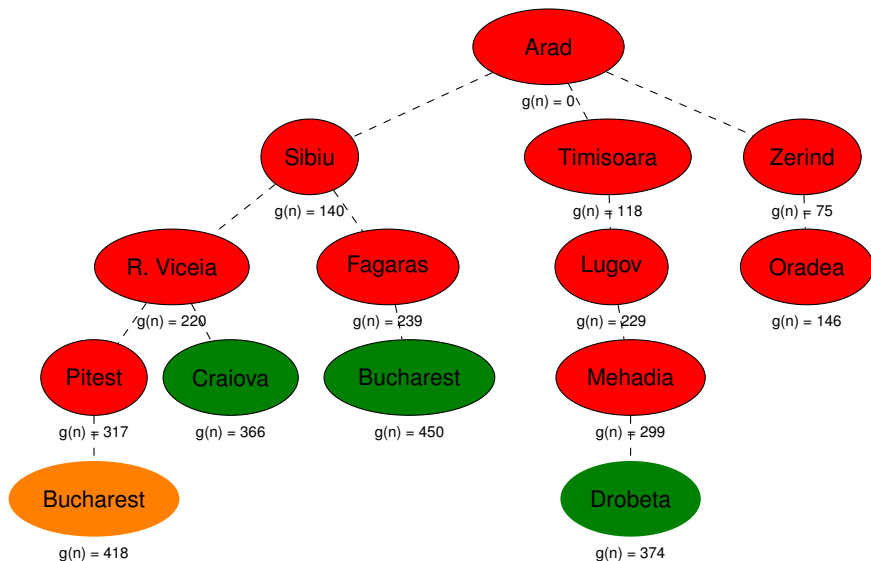 Arad
g(n) = 0
Sibiu
Timisoara
Zerind
g(n) = 140
g(n) = 118
g(n) = 75
R. Viceia
Fagaras
Lugov
Oradea
g(n) = 220
g(n) = 239
g(n) = 229
g(n) = 146
Pitest
Craiova
Bucharest
Mehadia
g(n) = 317
g(n) = 366
g(n) = 450
g(n) = 299
Bucharest
Drobeta
g(n) = 418
g(n) = 374